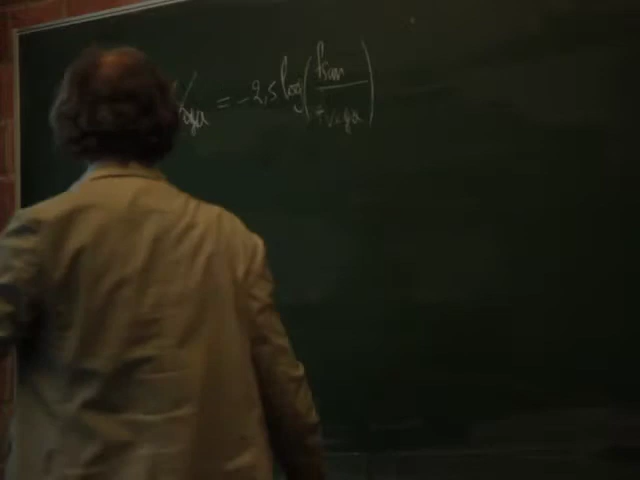 = -2,5 log( fsun / fVega )